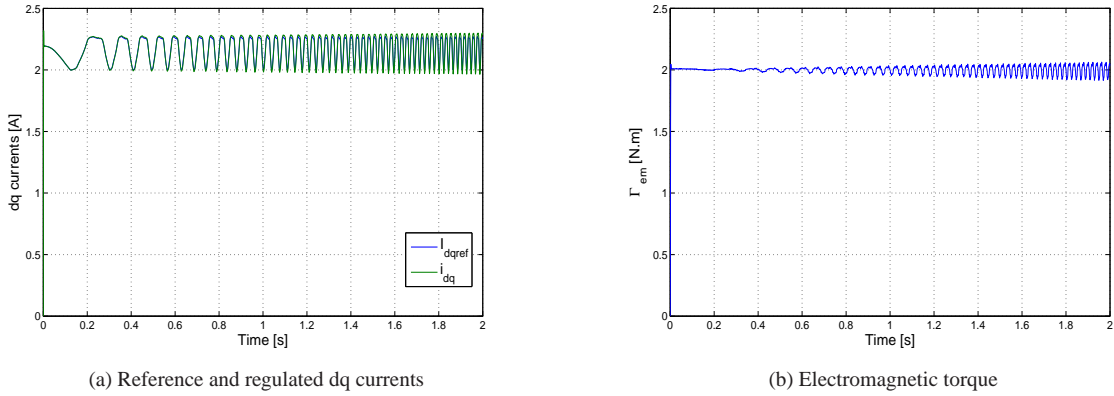 2.5
2
1.5
1
0.5
0
dq currents [A]
0 0.2 0.4 0.6 0.8 1 1.2 1.4 1.6 1.8 2
Time [s]
I_dqref
i_dq
(a) Reference and regulated dq currents
2.5
2
1.5
1
0.5
0
Γ_em [N.m]
0 0.2 0.4 0.6 0.8 1 1.2 1.4 1.6 1.8 2
Time [s]
(b) Electromagnetic torque